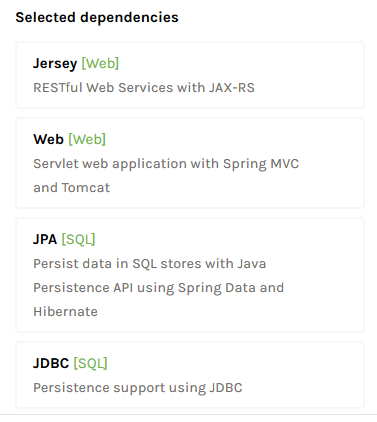 Selected dependencies
Jersey [Web]
RESTful Web Services with JAX-RS
Web [Web]
Servlet web application with Spring MVC
and Tomcat
JPA [SQL]
Persist data in SQL stores with Java
Persistence API using Spring Data and
Hibernate
JDBC [SQL]
Persistence support using JDBC